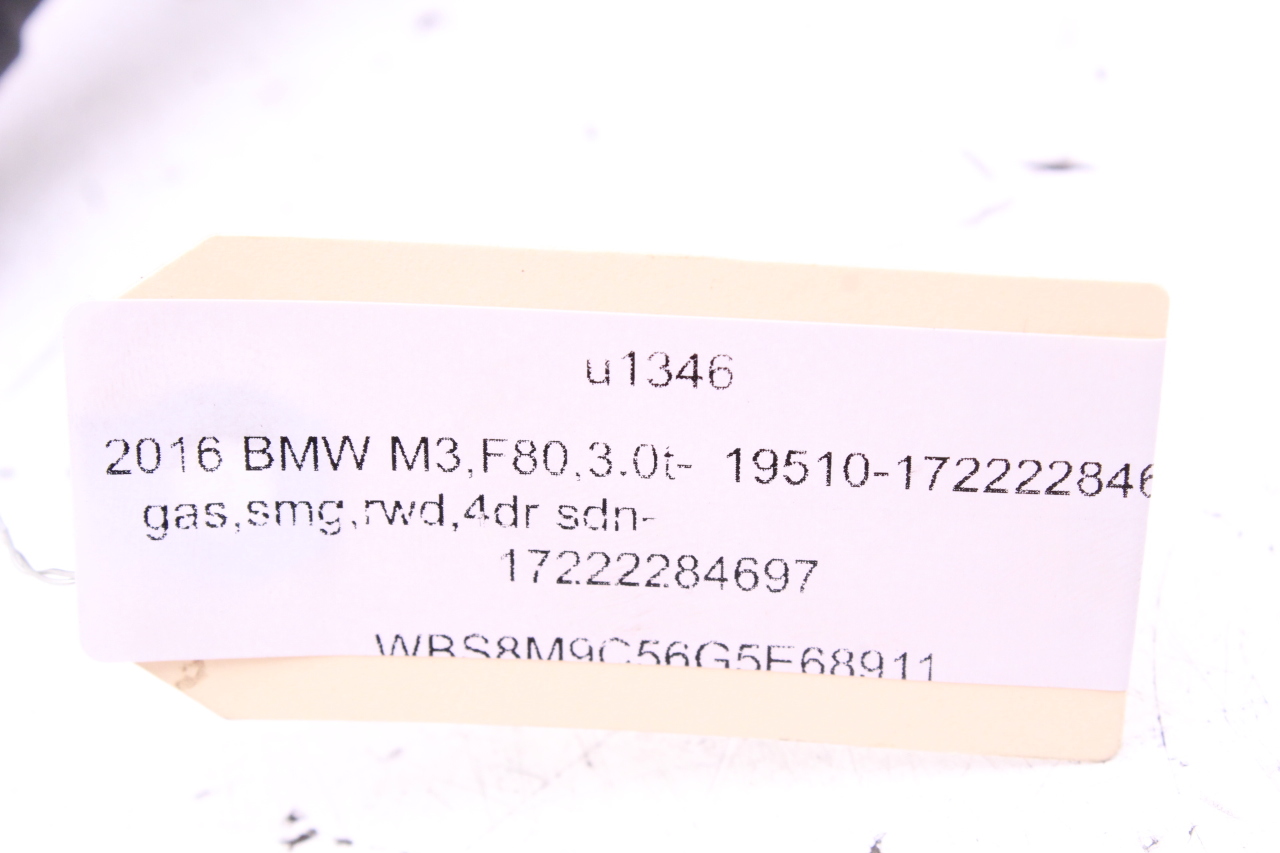 u1346
2016 BMW M3,F80,3.0t- 19510-172222846
gas,smg,rwd,4dr sdn-
17222284697
WBS8M9C56G5E68911